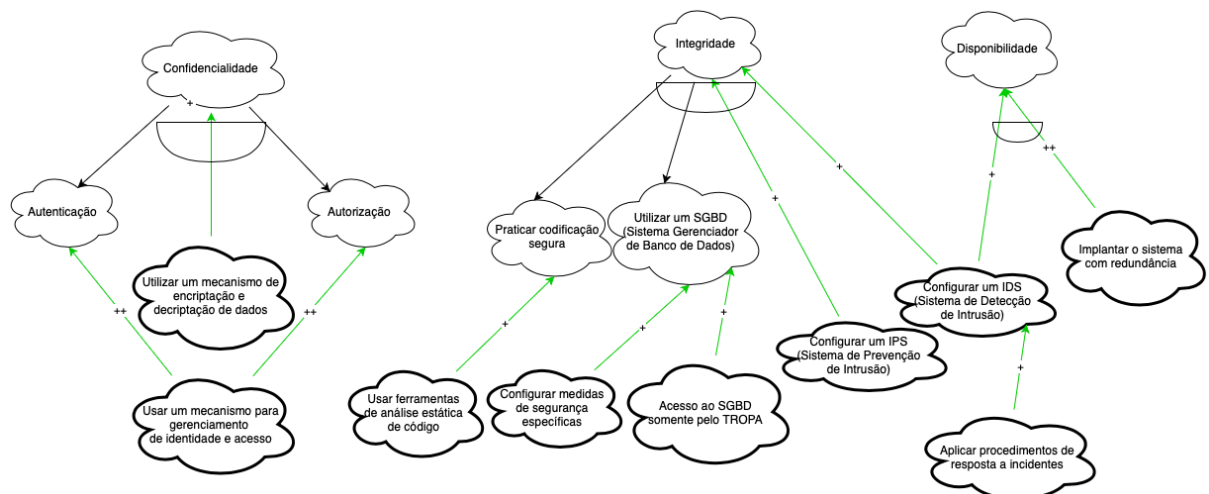 Confidencialidade
Integridade
Disponibilidade
+
++
+
+
+
Autenticação
Autorização
Praticar codificação
segura
Utilizar um SGBD
(Sistema Gerenciador
de Banco de Dados)
Implantar o sistema
com redundância
Utilizar um mecanismo de
encriptação e
decriptação de dados
Configurar um IDS
(Sistema de Detecção
de Intrusão)
++
++
+
+
+
Configurar um IPS
(Sistema de Prevenção
de Intrusão)
+
Usar um mecanismo para
gerenciamento
de identidade e acesso
Usar ferramentas
de análise estática
de código
Configurar medidas
de segurança
específicas
Acesso ao SGBD
somente pelo TROPA
Aplicar procedimentos de
resposta a incidentes